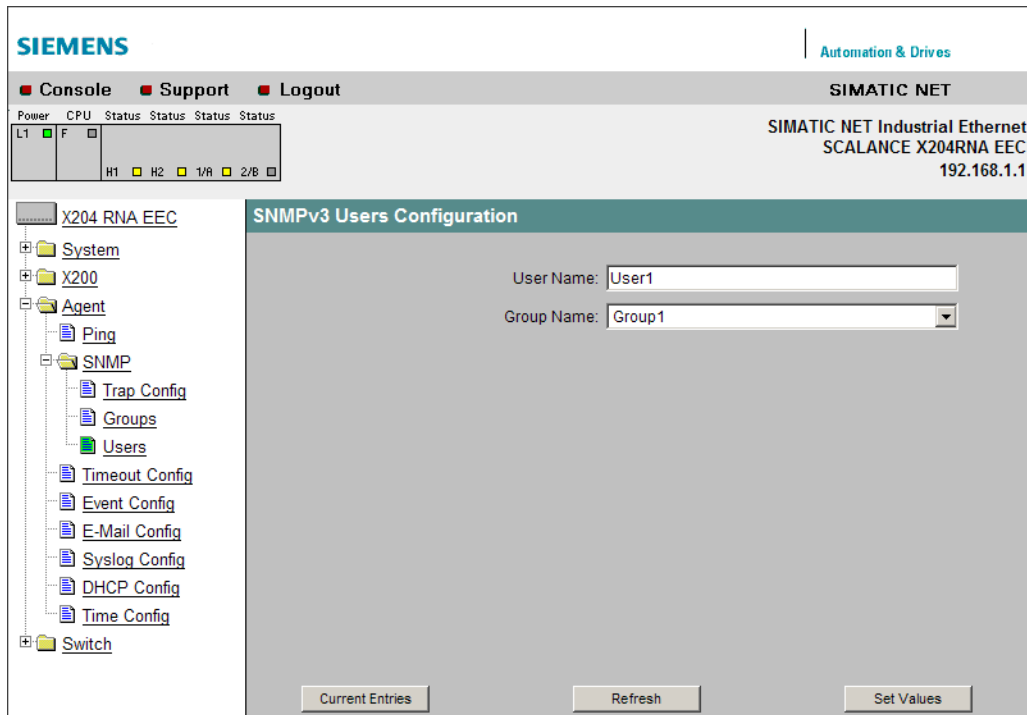 SIEMENS
Automation & Drives
Console Support Logout SIMATIC NET
Power CPU Status Status Status Status
L1 F
H1 H2 1/A 2/B
SIMATIC NET Industrial Ethernet
SCALANCE X204RNA EEC
192.168.1.1
X204 RNA EEC
System
X200
Agent
Ping
SNMP
Trap Config
Groups
Users
Timeout Config
Event Config
E-Mail Config
Syslog Config
DHCP Config
Time Config
Switch
SNMPv3 Users Configuration
User Name: User1
Group Name: Group1
Current Entries Refresh Set Values